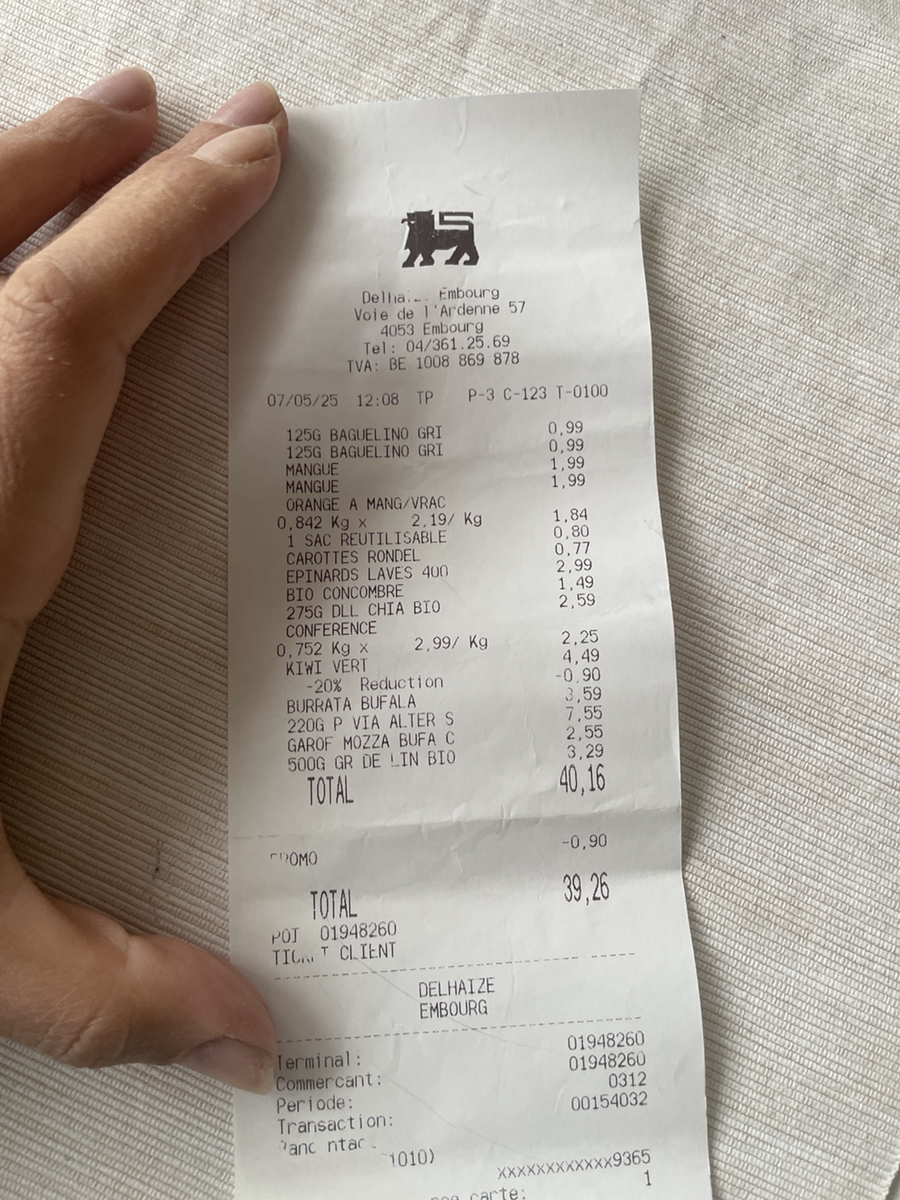 Embourg
Voie de l'Ardenne 57
4053 Embourg
Tel: 04/361.25.69
TVA: BE 1008 869 878
07/05/25 12:08 TP P-3 C-123 T-0100
125G BAGUELINO GRI 0,99
125G BAGUELINO GRI 0,99
MANGUE 1,99
MANGUE 1,99
ORANGE A MANG/VRAC
0,842 Kg x 2,19/ Kg 1,84
1 SAC REUTILISABLE 0,80
CAROTTES RONDEL 0,77
EPINARDS LAVES 400 2,99
BIO CONCOMBRE 1,49
275G DLL CHIA BIO 2,59
CONFERENCE
0,752 Kg x 2,99/ Kg 2,25
KIWI VERT 4,49
-20% Reduction -0,90
BURRATA BUFALA 3,59
220G P VIA ALTER S 7,55
GAROF MOZZA BUFA C 2,55
500G GR DE LIN BIO 3,29
TOTAL 40,16
-0,90
TOTAL 39,26
01948260
CLIENT
DELHAIZE
EMBOURG
Terminal: 01948260
Commercant: 01948260
Periode: 0312
Transaction: 00154032
xxxxxxxxxxxx9365
carte: 1